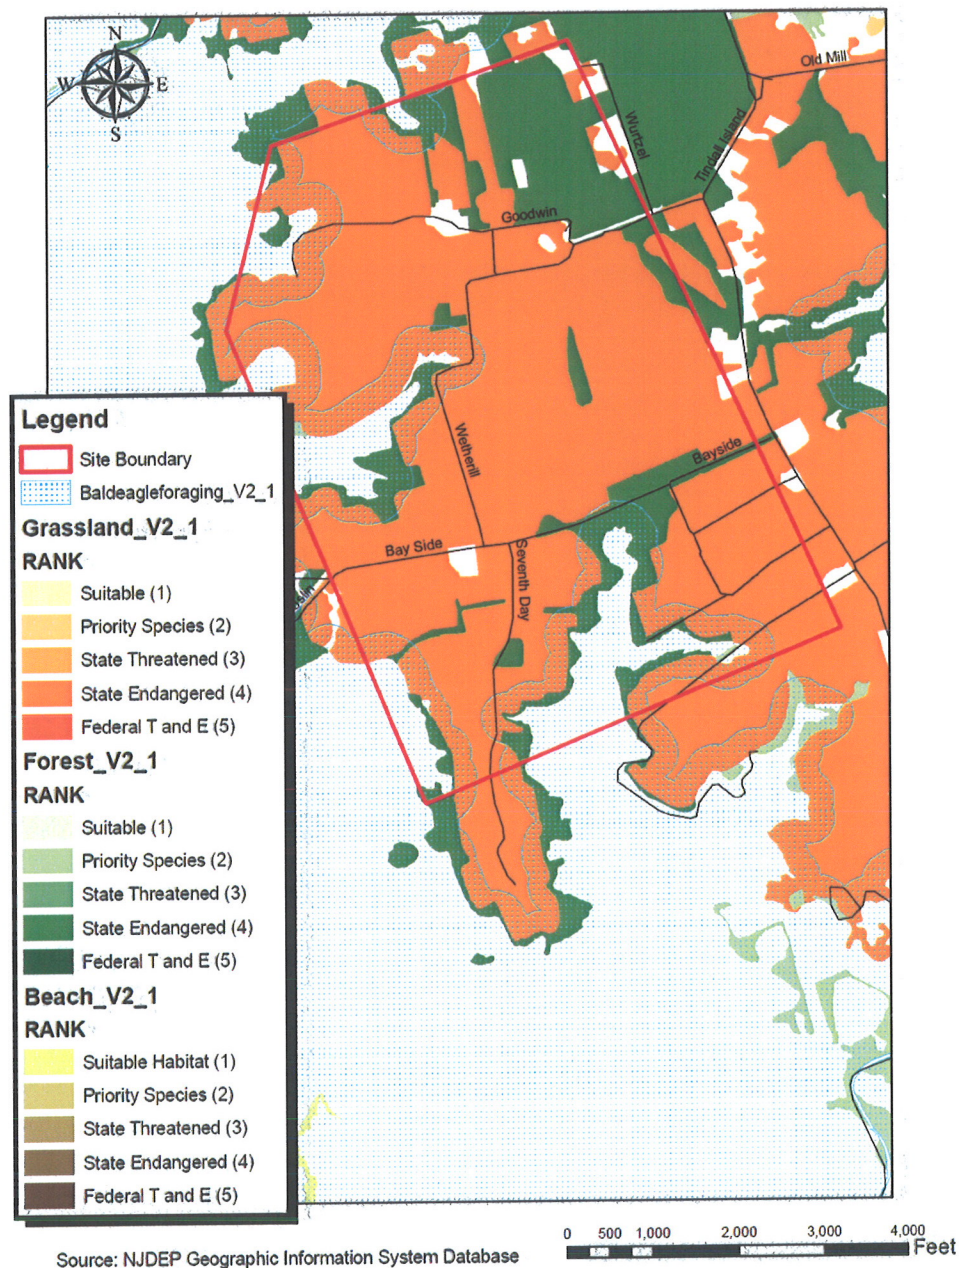 N
W
E
S
Old Mill
Wurtzel
Tindall Island
Goodwin
Wetherill
Bayside
Bay Side
Seventh Day
Legend
Site Boundary
Baldeagleforaging_V2_1
Grassland_V2_1
RANK
Suitable (1)
Priority Species (2)
State Threatened (3)
State Endangered (4)
Federal T and E (5)
Forest_V2_1
RANK
Suitable (1)
Priority Species (2)
State Threatened (3)
State Endangered (4)
Federal T and E (5)
Beach_V2_1
RANK
Suitable Habitat (1)
Priority Species (2)
State Threatened (3)
State Endangered (4)
Federal T and E (5)
Source: NJDEP Geographic Information System Database
0 500 1,000 2,000 3,000 4,000
Feet